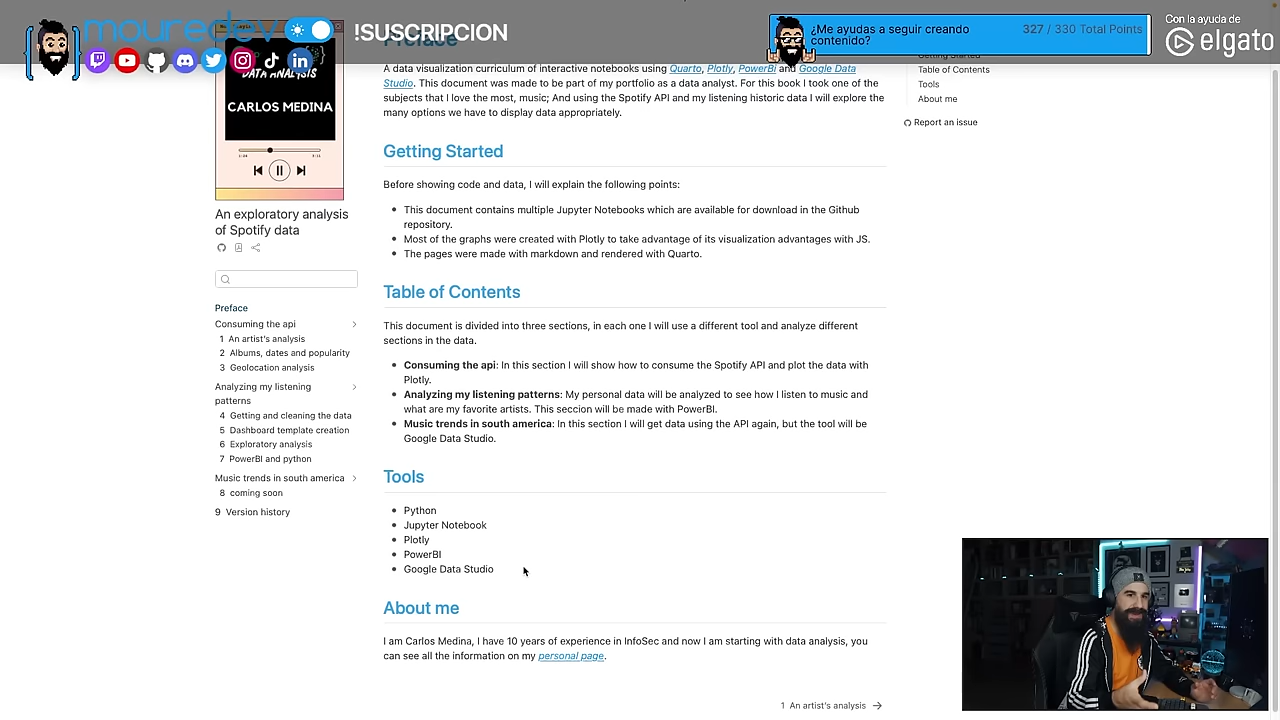 mouredev
!SUSCRIPCION
¿Me ayudas a seguir creando
contenido?
327 / 330 Total Points
Con la ayuda de
elgato
DATA ANALYSIS
CARLOS MEDINA
An exploratory analysis
of Spotify data
Preface
Consuming the api
1 An artist's analysis
2 Albums, dates and popularity
3 Geolocation analysis
Analyzing my listening
patterns
4 Getting and cleaning the data
5 Dashboard template creation
6 Exploratory analysis
7 PowerBI and python
Music trends in south america
8 coming soon
9 Version history
Preface
A data visualization curriculum of interactive notebooks using Quarto, Plotly, PowerBi and Google Data
Studio. This document was made to be part of my portfolio as a data analyst. For this book I took one of the
subjects that I love the most, music; And using the Spotify API and my listening historic data I will explore the
many options we have to display data appropriately.
Getting Started
Before showing code and data, I will explain the following points:
This document contains multiple Jupyter Notebooks which are available for download in the Github
repository.
Most of the graphs were created with Plotly to take advantage of its visualization advantages with JS.
The pages were made with markdown and rendered with Quarto.
Table of Contents
This document is divided into three sections, in each one I will use a different tool and analyze different
sections in the data.
Consuming the api: In this section I will show how to consume the Spotify API and plot the data with
Plotly.
Analyzing my listening patterns: My personal data will be analyzed to see how I listen to music and
what are my favorite artists. This seccion will be made with PowerBI.
Music trends in south america: In this section I will get data using the API again, but the tool will be
Google Data Studio.
Tools
Python
Jupyter Notebook
Plotly
PowerBI
Google Data Studio
About me
I am Carlos Medina, I have 10 years of experience in InfoSec and now I am starting with data analysis, you
can see all the information on my personal page.
1 An artist's analysis
Getting Started
Table of Contents
Tools
About me
Report an issue